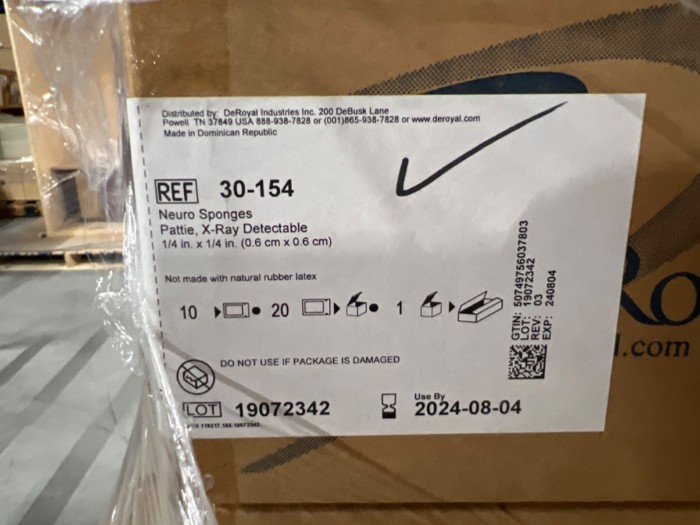 Distributed by: DeRoyal Industries Inc. 200 DeBusk Lane
Powell TN 37849 USA 888-938-7828 or (001)865-938-7828 or www.deroyal.com
Made in Dominican Republic
REF 30-154
Neuro Sponges
Pattie, X-Ray Detectable
1/4 in. x 1/4 in. (0.6 cm x 0.6 cm)
Not made with natural rubber latex
10 20 1
DO NOT USE IF PACKAGE IS DAMAGED
LOT 19072342
Use By
2024-08-04
GTIN: 50749756037803
LOT: 19072342
REV: 03
EXP: 240804
Ro
l.com